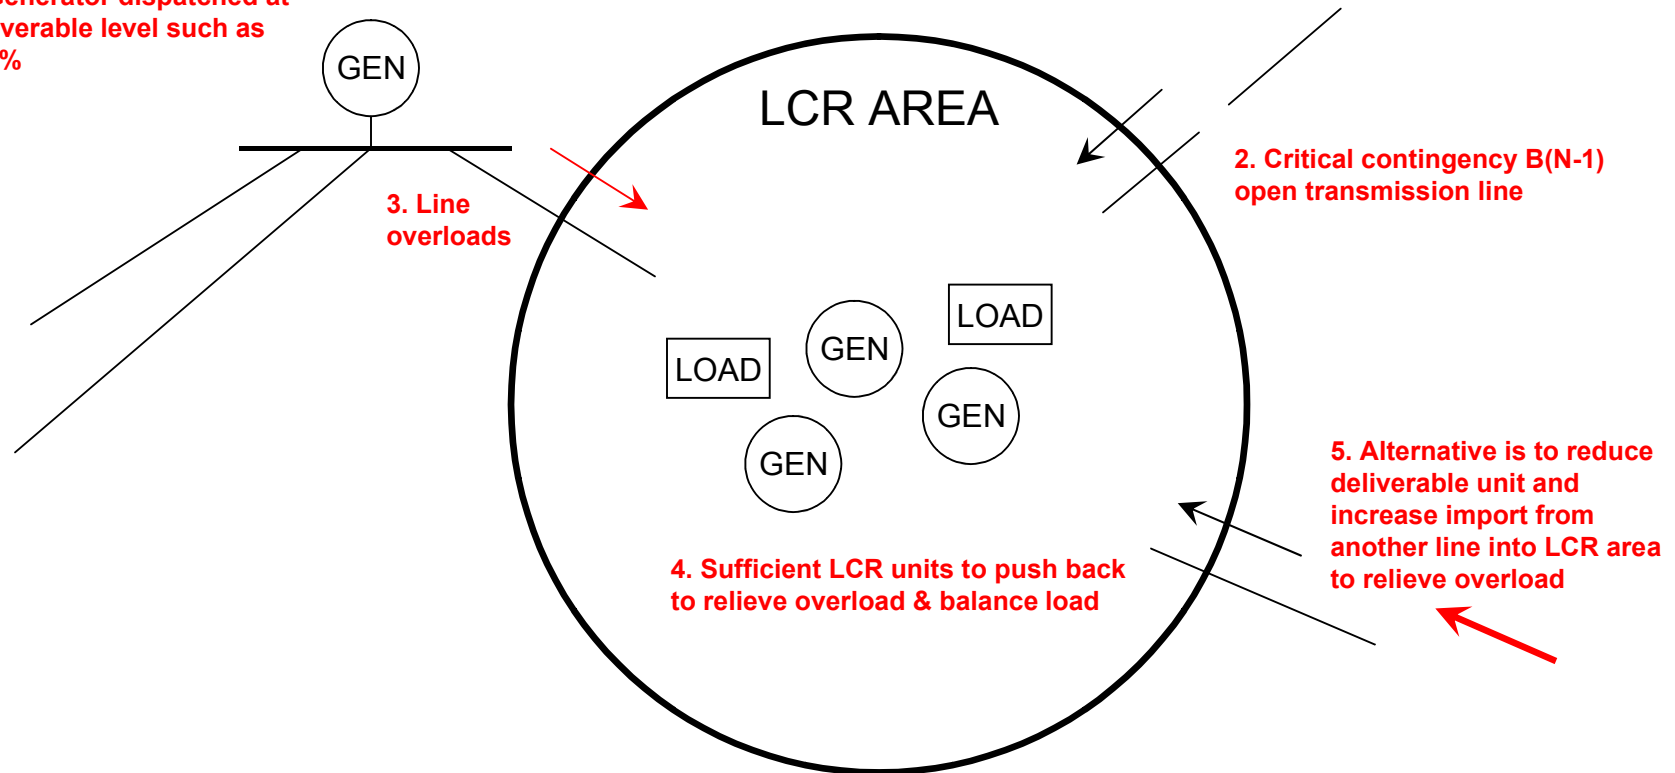 enerator dispatched at
verable level such as
%
GEN
LCR AREA
2. Critical contingency B(N-1)
open transmission line
3. Line
overloads
LOAD
GEN
LOAD
GEN
GEN
5. Alternative is to reduce
deliverable unit and
increase import from
another line into LCR area
to relieve overload
4. Sufficient LCR units to push back
to relieve overload & balance load